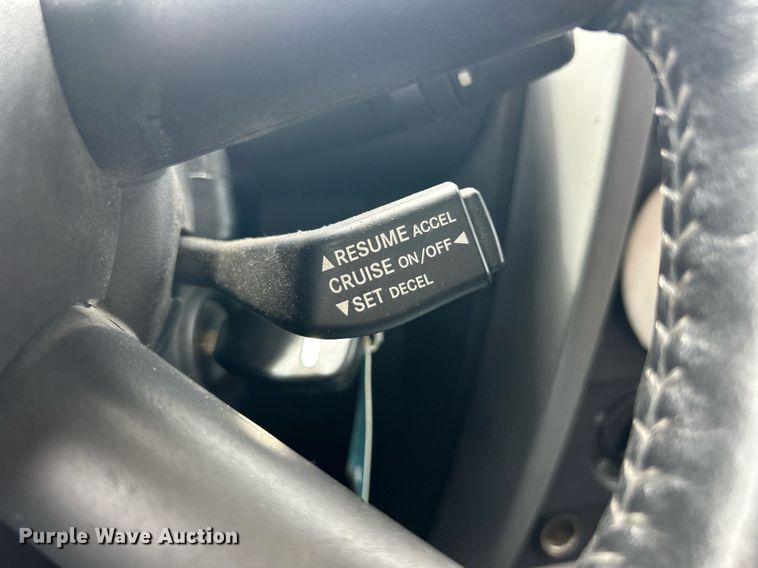 ▲RESUME ACCEL
CRUISE ON/OFF◄
▼SET DECEL
Purple Wave Auction